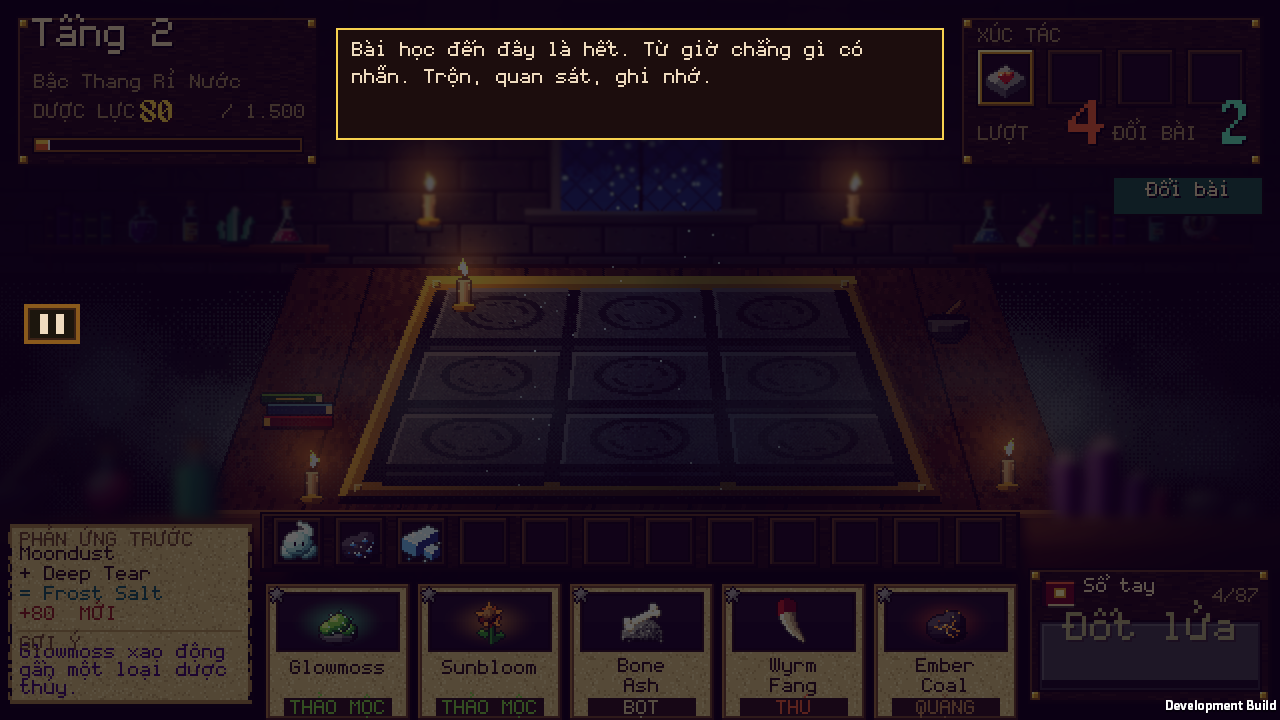 Tầng 2
Bậc Thang Rỉ Nước
DƯỢC LỰC 80 / 1.500
Bài học đến đây là hết. Từ giờ chẳng gì có
nhãn. Trộn, quan sát, ghi nhớ.
XÚC TÁC
LƯỢT 4 ĐỔI BÀI 2
Đổi bài
PHẢN ỨNG TRƯỚC
Moondust
+ Deep Tear
= Frost Salt
+80 MỚI
GỢI Ý
Glowmoss xao động
gần một loại dược
thủy.
Glowmoss
THẢO MỘC
Sunbloom
THẢO MỘC
Bone
Ash
BỘT
Wyrm
Fang
THÚ
Ember
Coal
QUẶNG
Sổ tay
4/87
Đốt lửa
Development Build